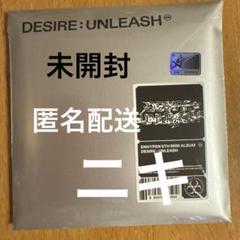 DESIRE : UNLEASH
未開封
匿名配送
ニキ
ENHYPEN 6TH MINI ALBUM
DESIRE : UNLEASH